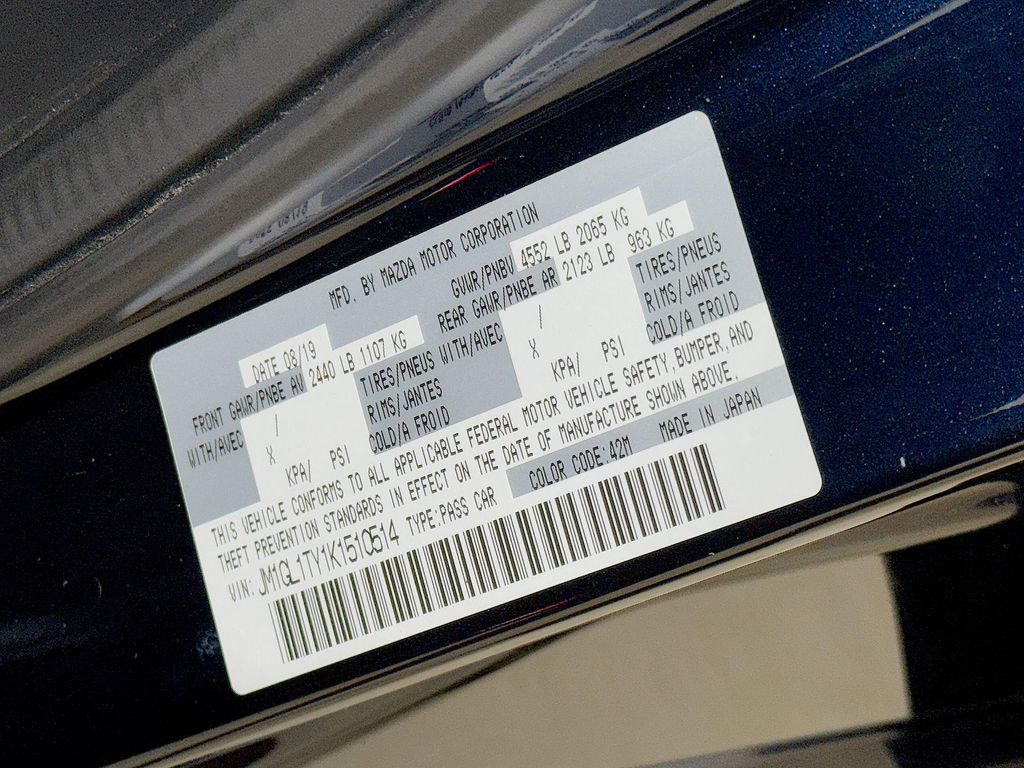 MFD. BY MAZDA MOTOR CORPORATION
DATE 08/19 GVWR/PNBV 4552 LB 2065 KG
FRONT GAWR/PNBE AV 2440 LB 1107 KG REAR GAWR/PNBE AR 2123 LB 963 KG
WITH/AVEC / TIRES/PNEUS WITH/AVEC / TIRES/PNEUS
X RIMS/JANTES X RIMS/JANTES
KPA/ PSI COLD/A FROID KPA/ PSI COLD/A FROID
THIS VEHICLE CONFORMS TO ALL APPLICABLE FEDERAL MOTOR VEHICLE SAFETY, BUMPER, AND
THEFT PREVENTION STANDARDS IN EFFECT ON THE DATE OF MANUFACTURE SHOWN ABOVE.
VIN: JM1GL1TY1K1510514 TYPE:PASS CAR COLOR CODE:42M MADE IN JAPAN